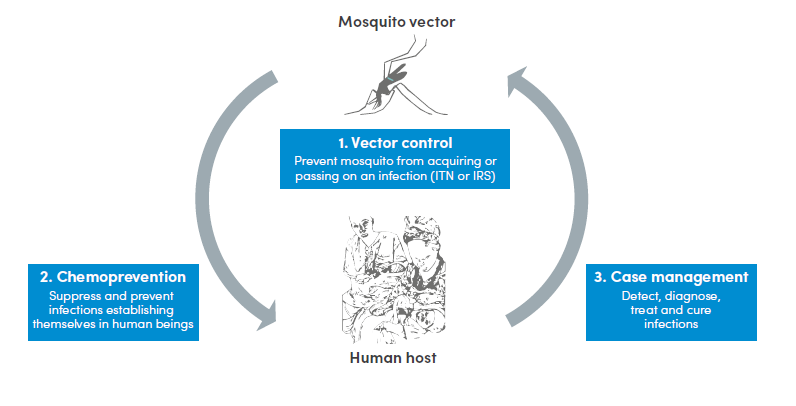 Mosquito vector
1. Vector control
Prevent mosquito from acquiring or
passing on an infection (ITN or IRS)
2. Chemoprevention
Suppress and prevent
infections establishing
themselves in human beings
3. Case management
Detect, diagnose,
treat and cure
infections
Human host